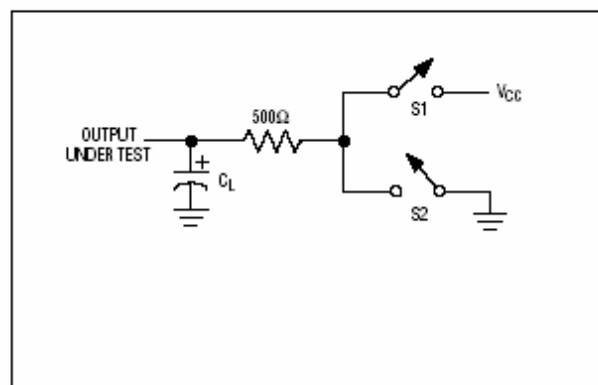 500Ω
S1
VCC
OUTPUT
UNDER TEST
+
CL
S2